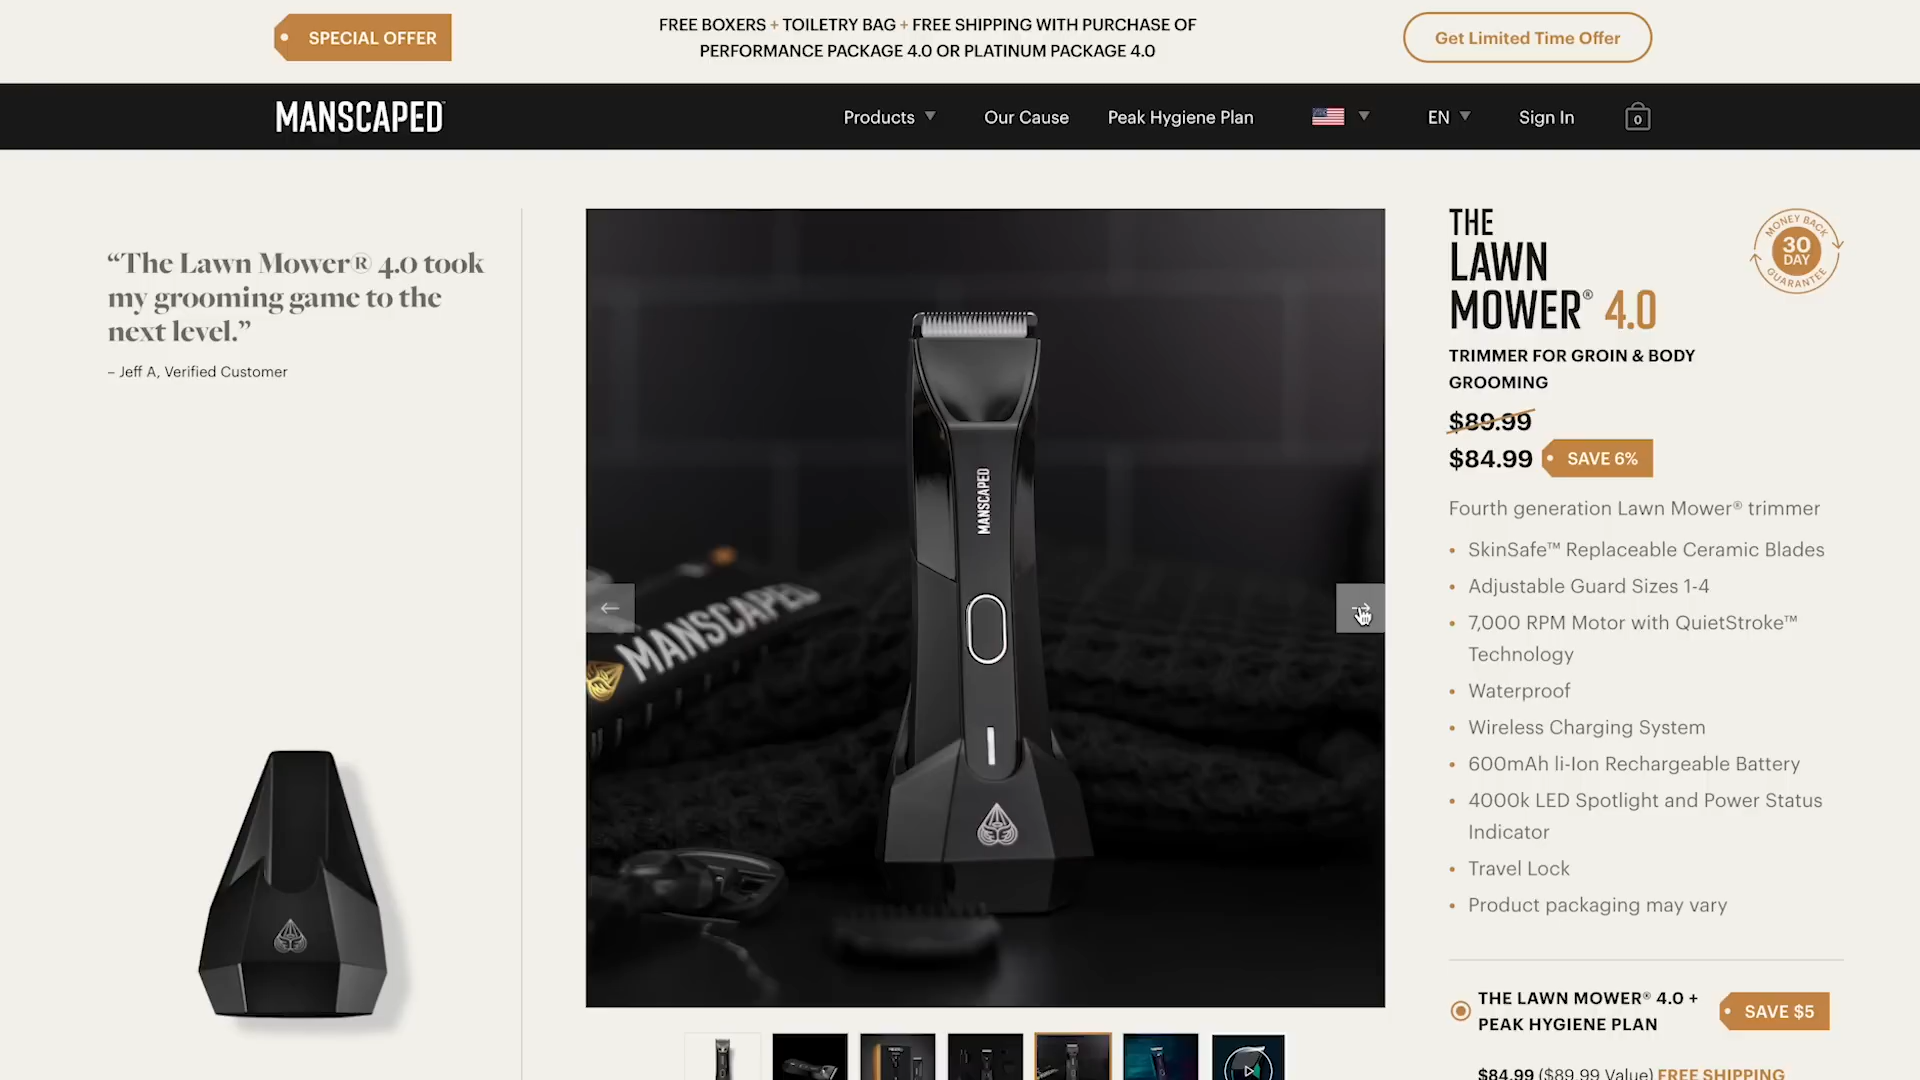 SPECIAL OFFER
FREE BOXERS + TOILETRY BAG + FREE SHIPPING WITH PURCHASE OF
PERFORMANCE PACKAGE 4.0 OR PLATINUM PACKAGE 4.0
Get Limited Time Offer
MANSCAPED
Products
Our Cause
Peak Hygiene Plan
EN
Sign In
0
“The Lawn Mower® 4.0 took
my grooming game to the
next level.”
– Jeff A, Verified Customer
MANSCAPED
MANSCAPED
THE
LAWN
MOWER® 4.0
MONEY BACK
30
DAY
GUARANTEE
TRIMMER FOR GROIN & BODY
GROOMING
$89.99
$84.99
SAVE 6%
Fourth generation Lawn Mower® trimmer
• SkinSafe™ Replaceable Ceramic Blades
• Adjustable Guard Sizes 1-4
• 7,000 RPM Motor with QuietStroke™
Technology
• Waterproof
• Wireless Charging System
• 600mAh li-Ion Rechargeable Battery
• 4000k LED Spotlight and Power Status
Indicator
• Travel Lock
• Product packaging may vary
THE LAWN MOWER® 4.0 +
PEAK HYGIENE PLAN
SAVE $5
$84.99 ($89.99 Value) FREE SHIPPING